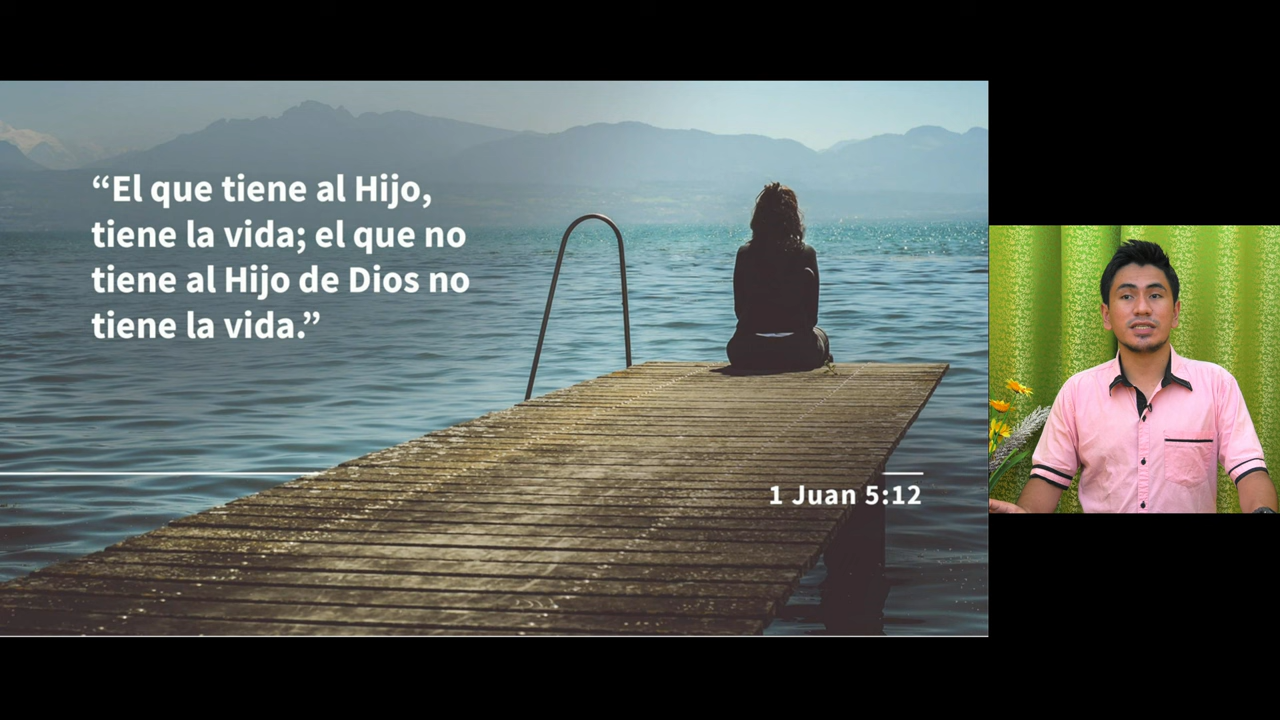 “El que tiene al Hijo,
tiene la vida; el que no
tiene al Hijo de Dios no
tiene la vida.”
1 Juan 5:12